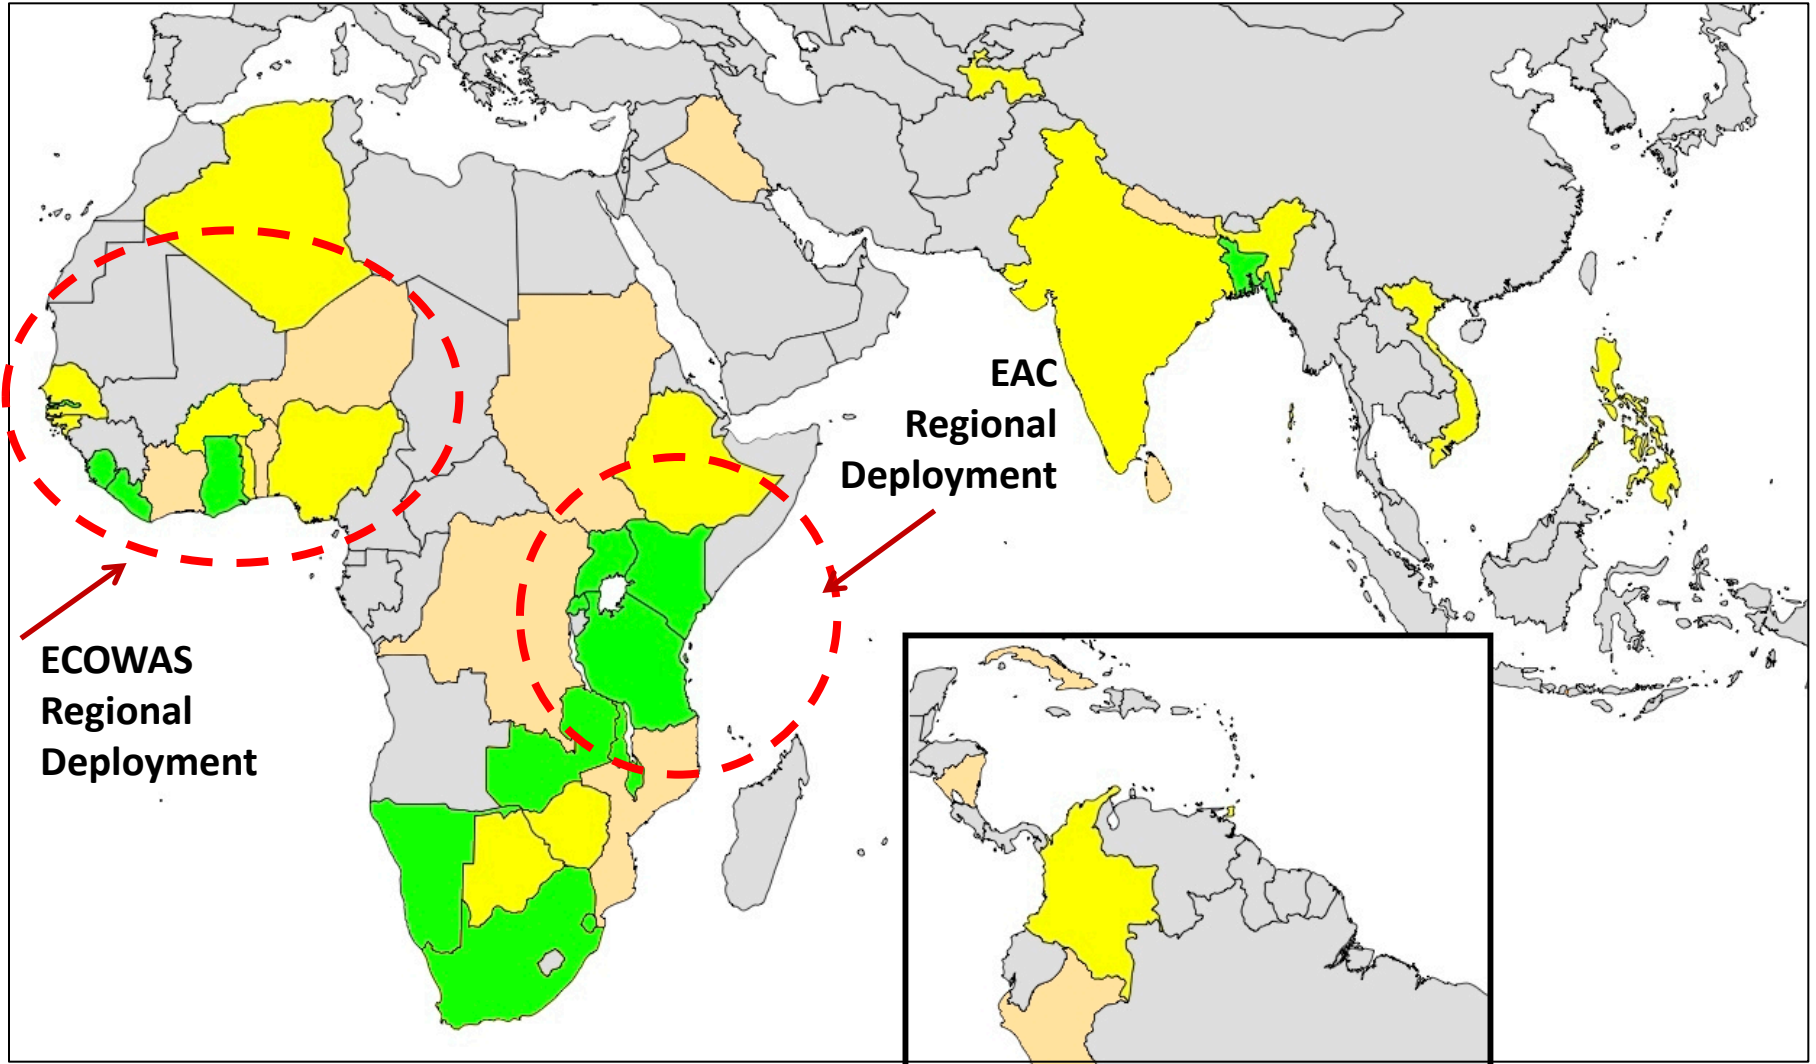 EAC
Regional
Deployment
ECOWAS
Regional
Deployment